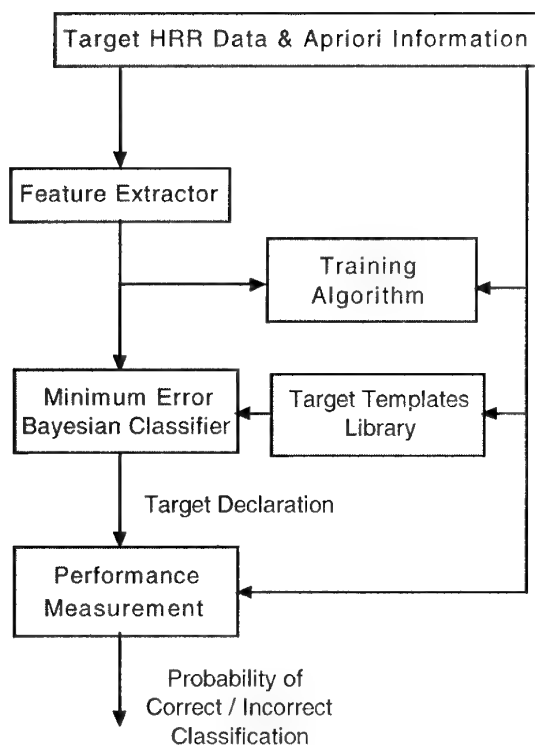 Target HRR Data & Apriori Information
Feature Extractor
Training
Algorithm
Minimum Error
Bayesian Classifier
Target Templates
Library
Target Declaration
Performance
Measurement
Probability of
Correct / Incorrect
Classification